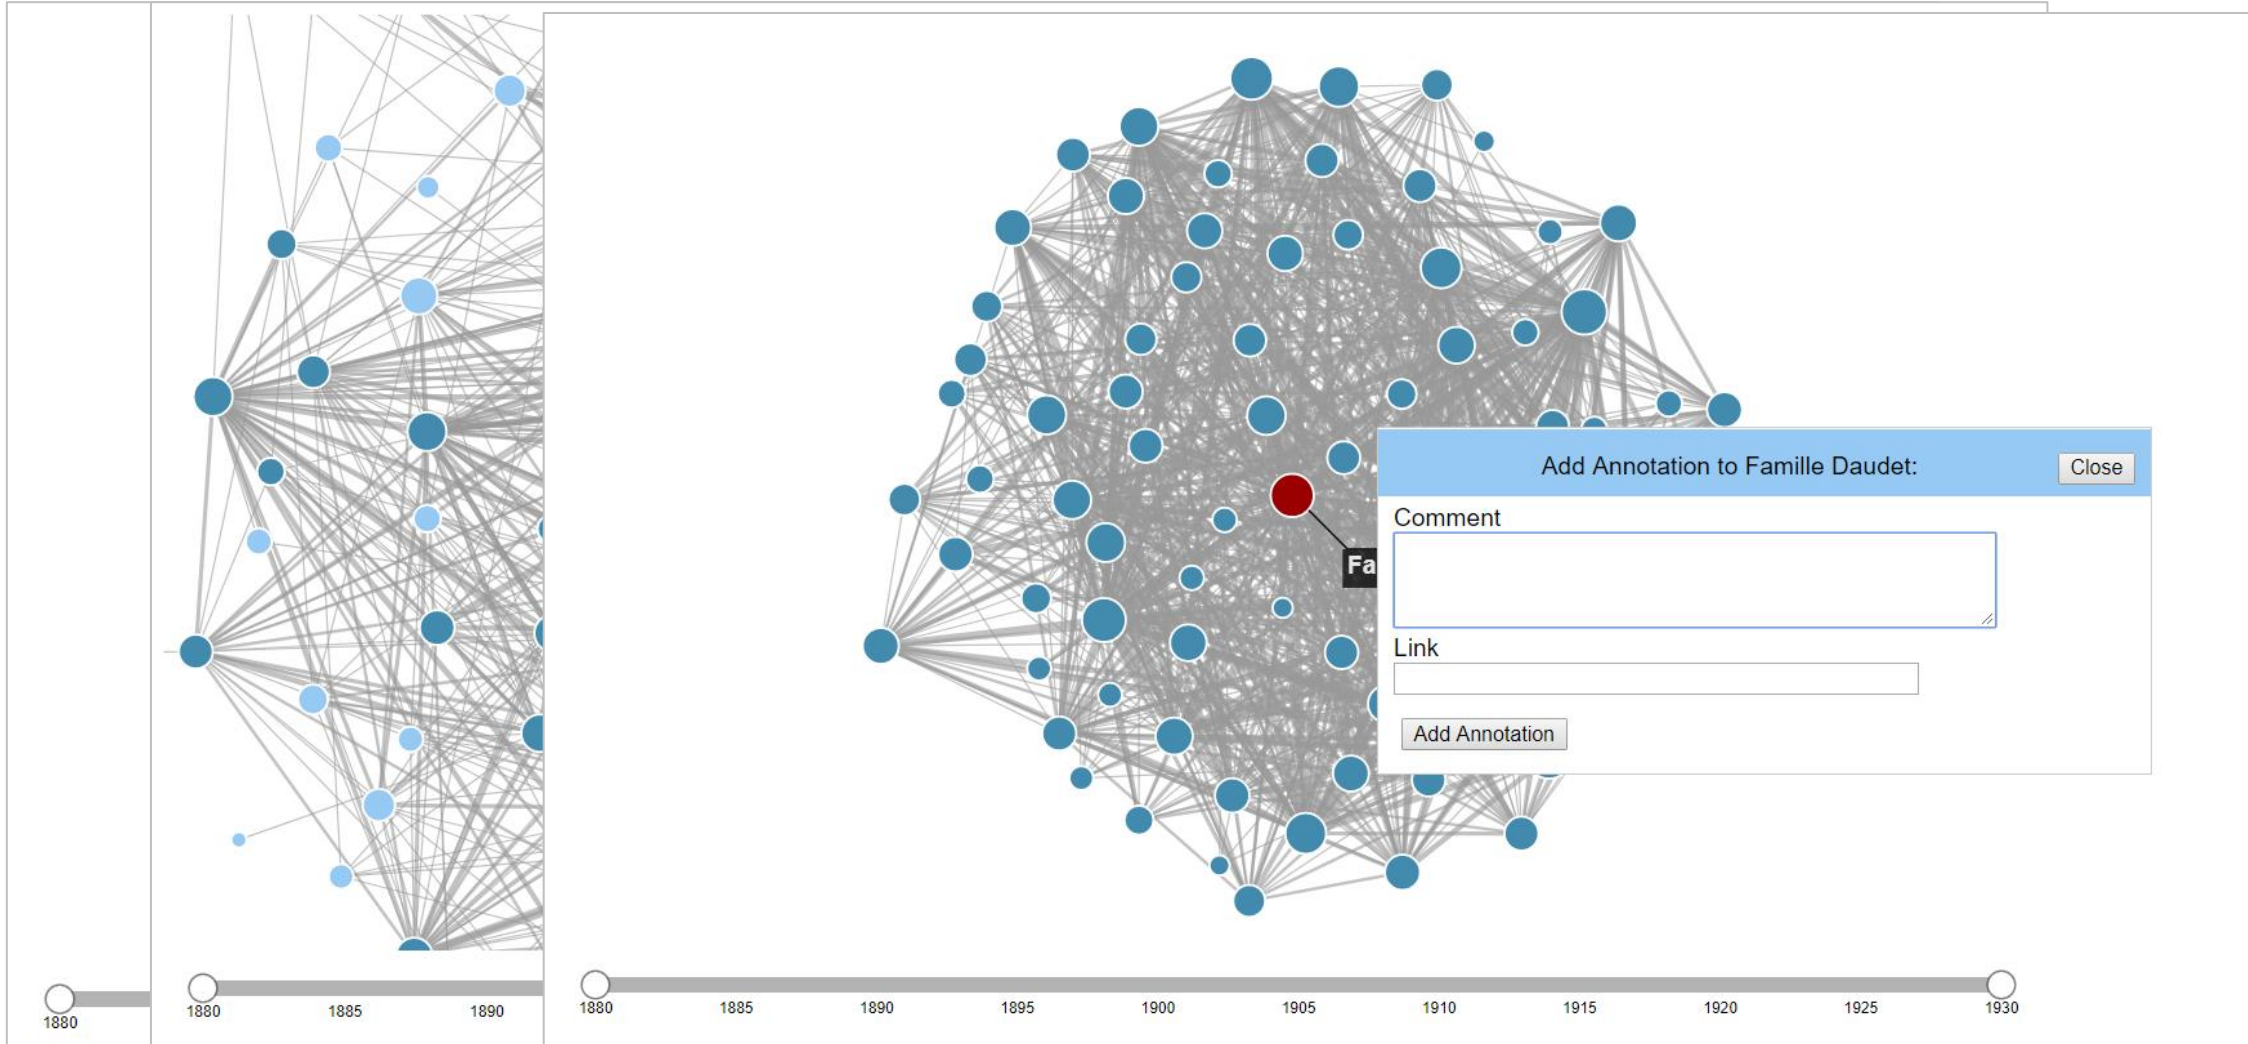 Add Annotation to Famille Daudet:
Close
Comment
Fa
Link
Add Annotation
1880
1880 1885 1890
1880 1885 1890 1895 1900 1905 1910 1915 1920 1925 1930